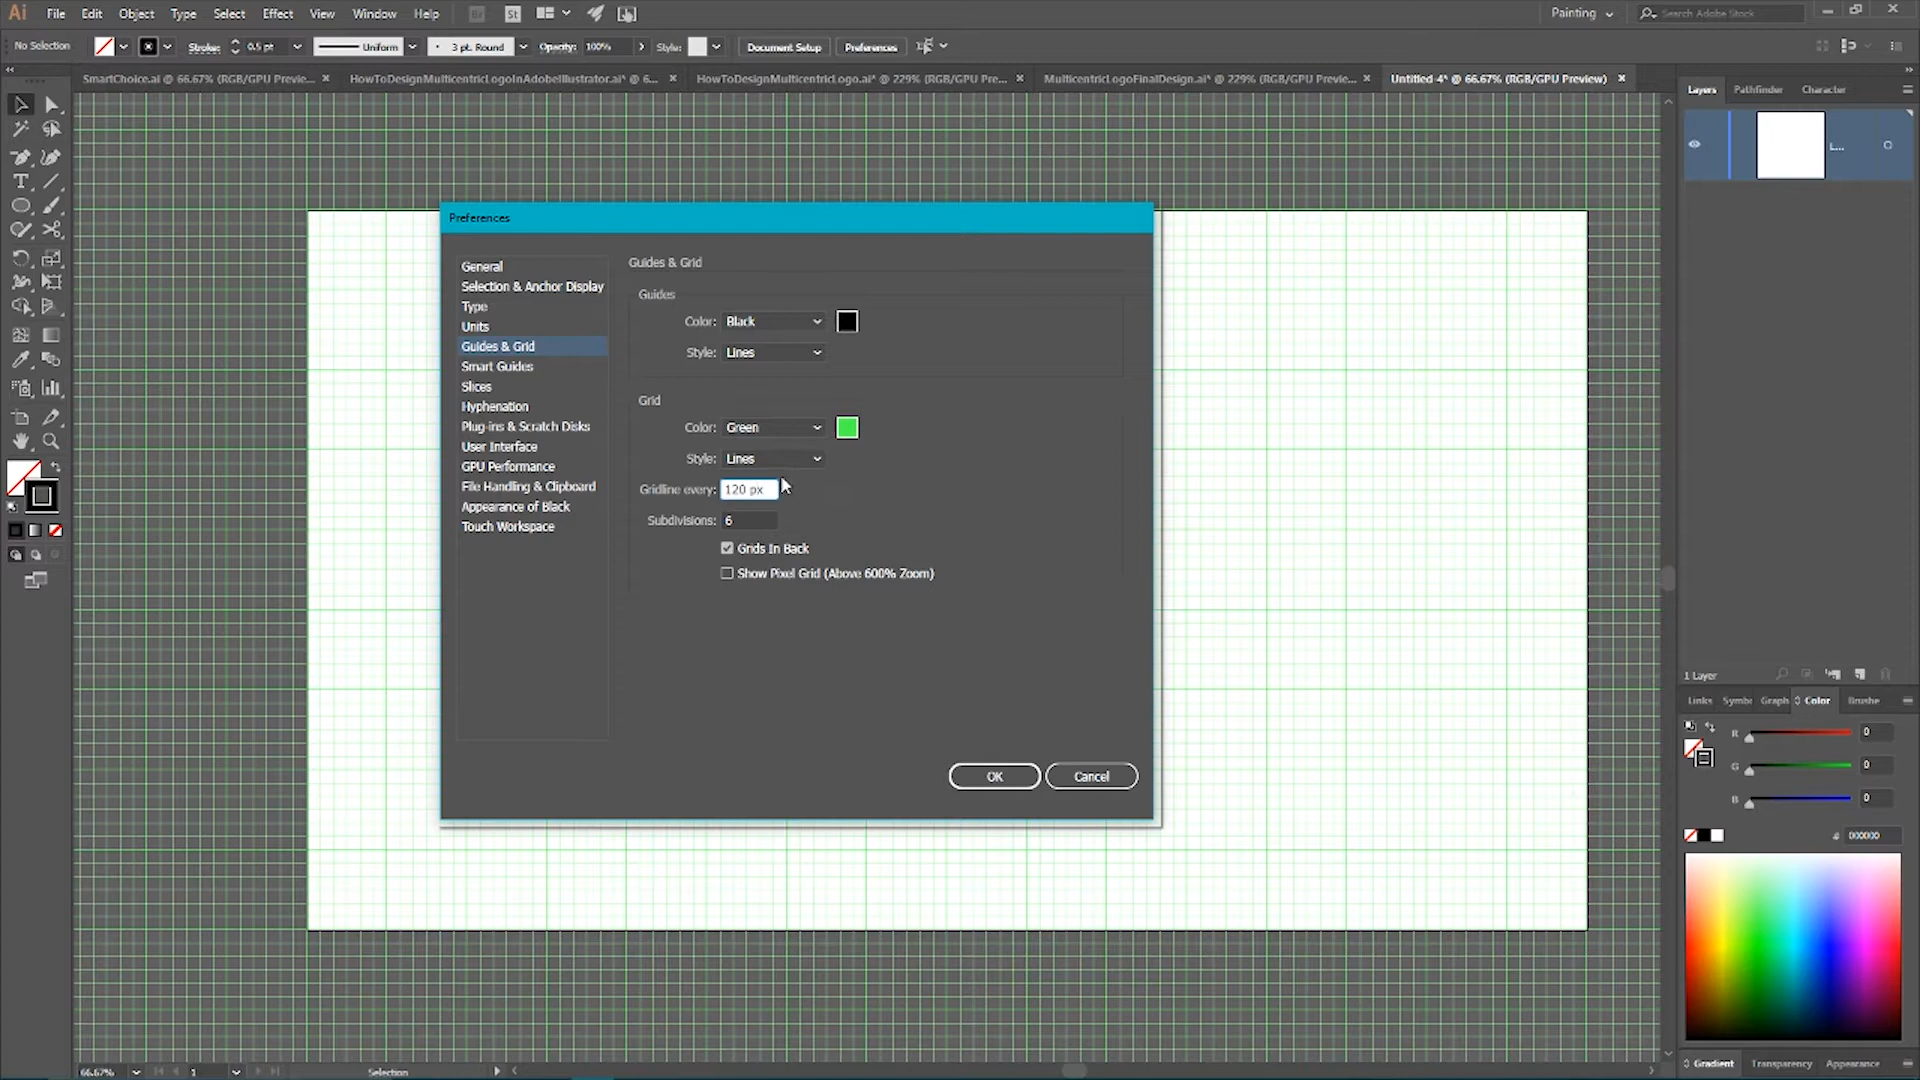 Ai File Edit Object Type Select Effect View Window Help Br St Painting Search Adobe Stock
No Selection Stroke: 0.5 pt Uniform 3 pt. Round Opacity: 100% Style: Document Setup Preferences
SmartChoice.ai @ 66.67% (RGB/GPU Previe... × HowToDesignMulticentricLogoInAdobeIllustrator.ai* @ 6... × HowToDesignMulticentricLogo.ai* @ 229% (RGB/GPU Pre... × MulticentricLogoFinalDesign.ai* @ 229% (RGB/GPU Previe... × Untitled-4* @ 66.67% (RGB/GPU Preview) ×
Layers Pathfinder Character
L...
Preferences
General
Selection & Anchor Display
Type
Units
Guides & Grid
Smart Guides
Slices
Hyphenation
Plug-ins & Scratch Disks
User Interface
GPU Performance
File Handling & Clipboard
Appearance of Black
Touch Workspace
Guides & Grid
Guides
Color: Black
Style: Lines
Grid
Color: Green
Style: Lines
Gridline every: 120 px
Subdivisions: 6
Grids In Back
Show Pixel Grid (Above 600% Zoom)
OK Cancel
1 Layer
Links Symbo Graph Color Brushe
R 0
G 0
B 0
# 000000
Gradient Transparency Appearance
66.67% 1 Selection